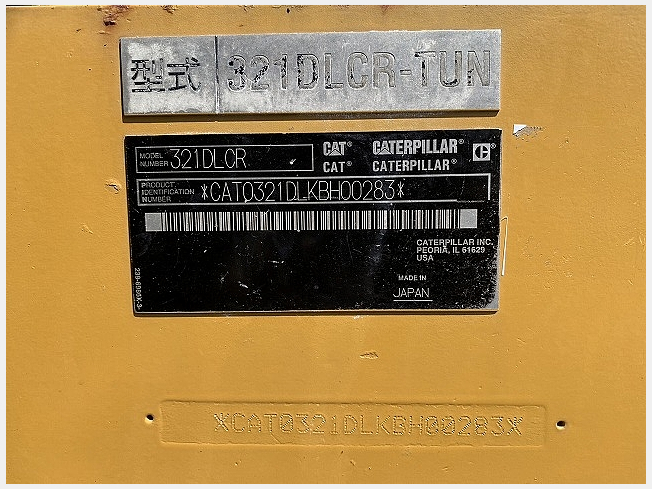 型式 321DLCR-TUN
MODEL NUMBER 321DLCR
CAT® CATERPILLAR®
CAT® CATERPILLAR®
C®
PRODUCT IDENTIFICATION NUMBER *CAT0321DLKBH00283*
CATERPILLAR INC.
PEORIA, IL 61629
USA
MADE IN
JAPAN
*CAT0321DLKBH00283*